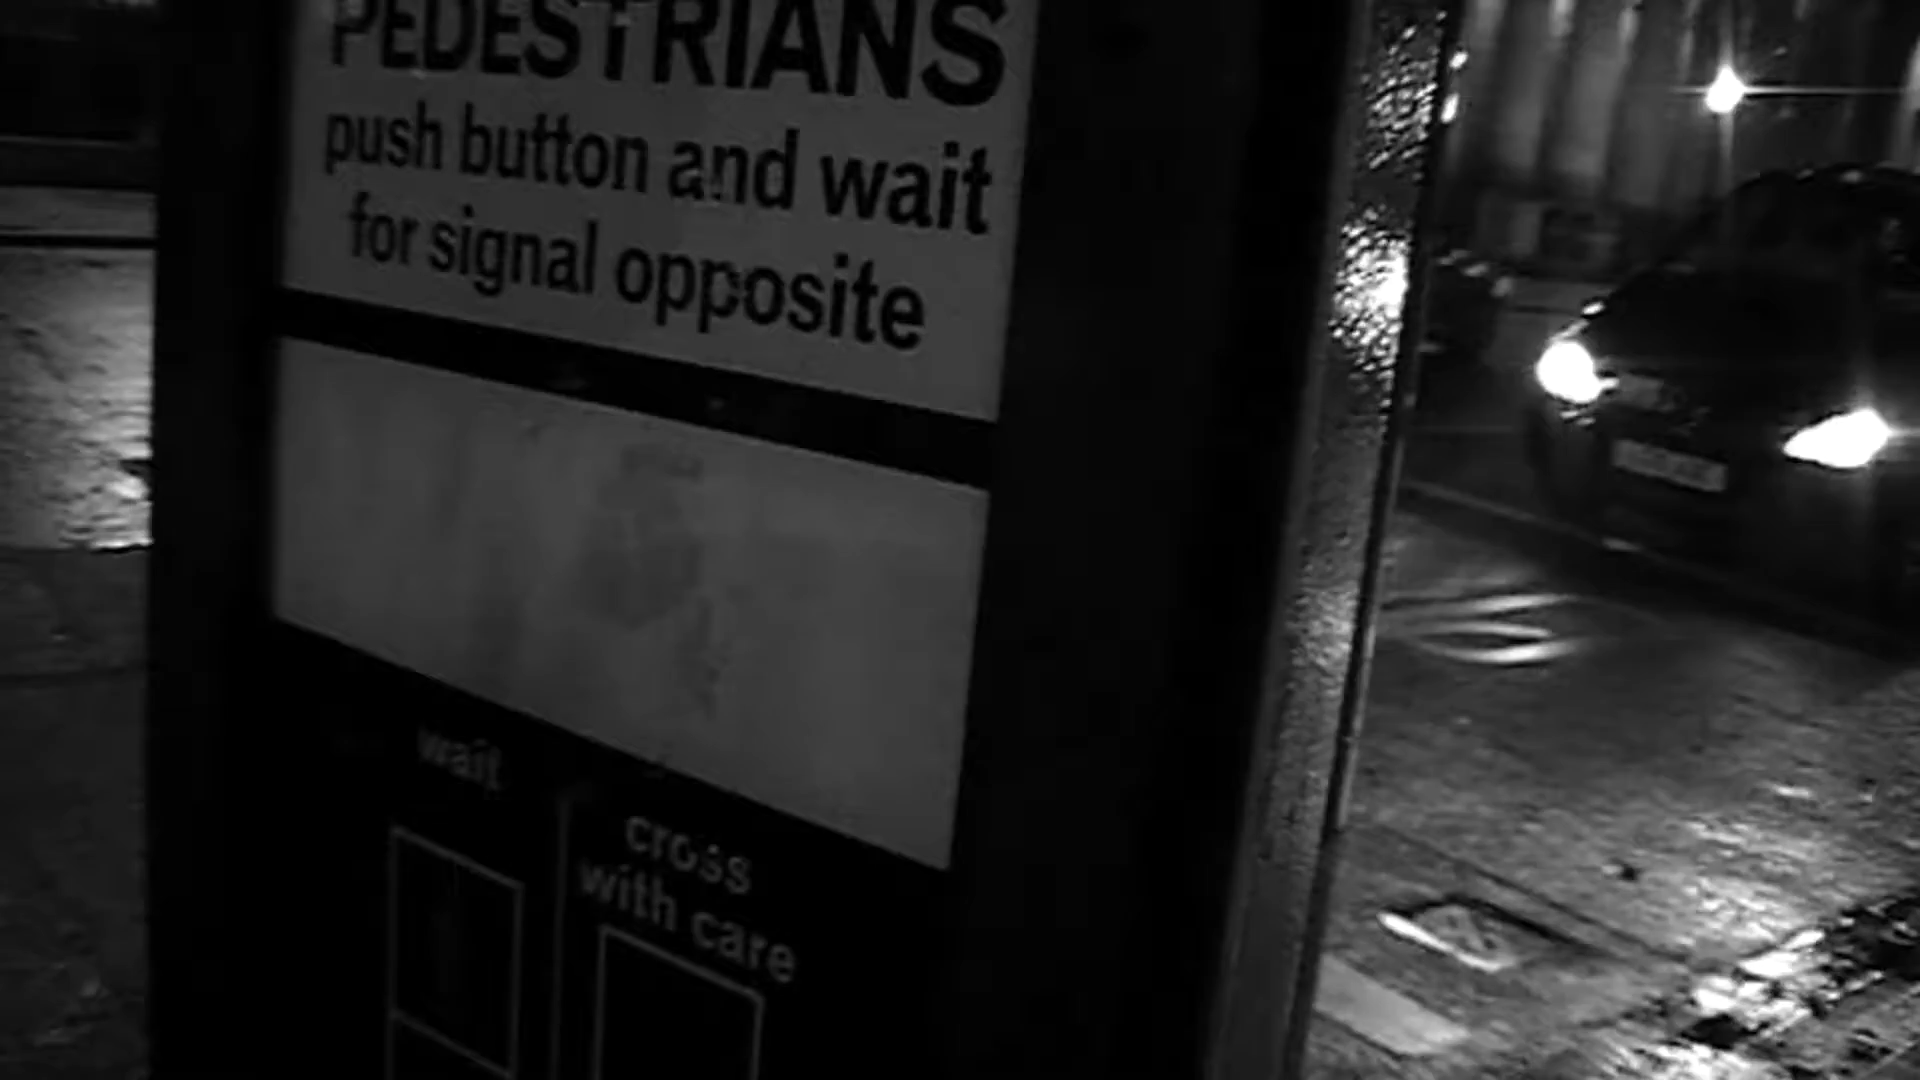 PEDESTRIANS
push button and wait
for signal opposite
wait
cross
with care